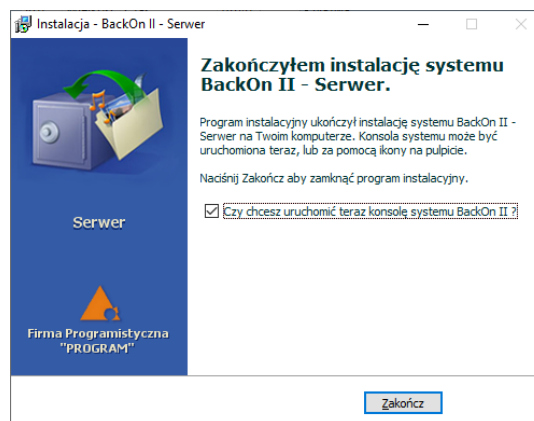 Instalacja - BackOn II - Serwer
Zakończyłem instalację systemu
BackOn II - Serwer.
Program instalacyjny ukończył instalację systemu BackOn II -
Serwer na Twoim komputerze. Konsola systemu może być
uruchomiona teraz, lub za pomocą ikony na pulpicie.
Naciśnij Zakończ aby zamknąć program instalacyjny.
Czy chcesz uruchomić teraz konsolę systemu BackOn II ?
Serwer
Firma Programistyczna
"PROGRAM"
Zakończ